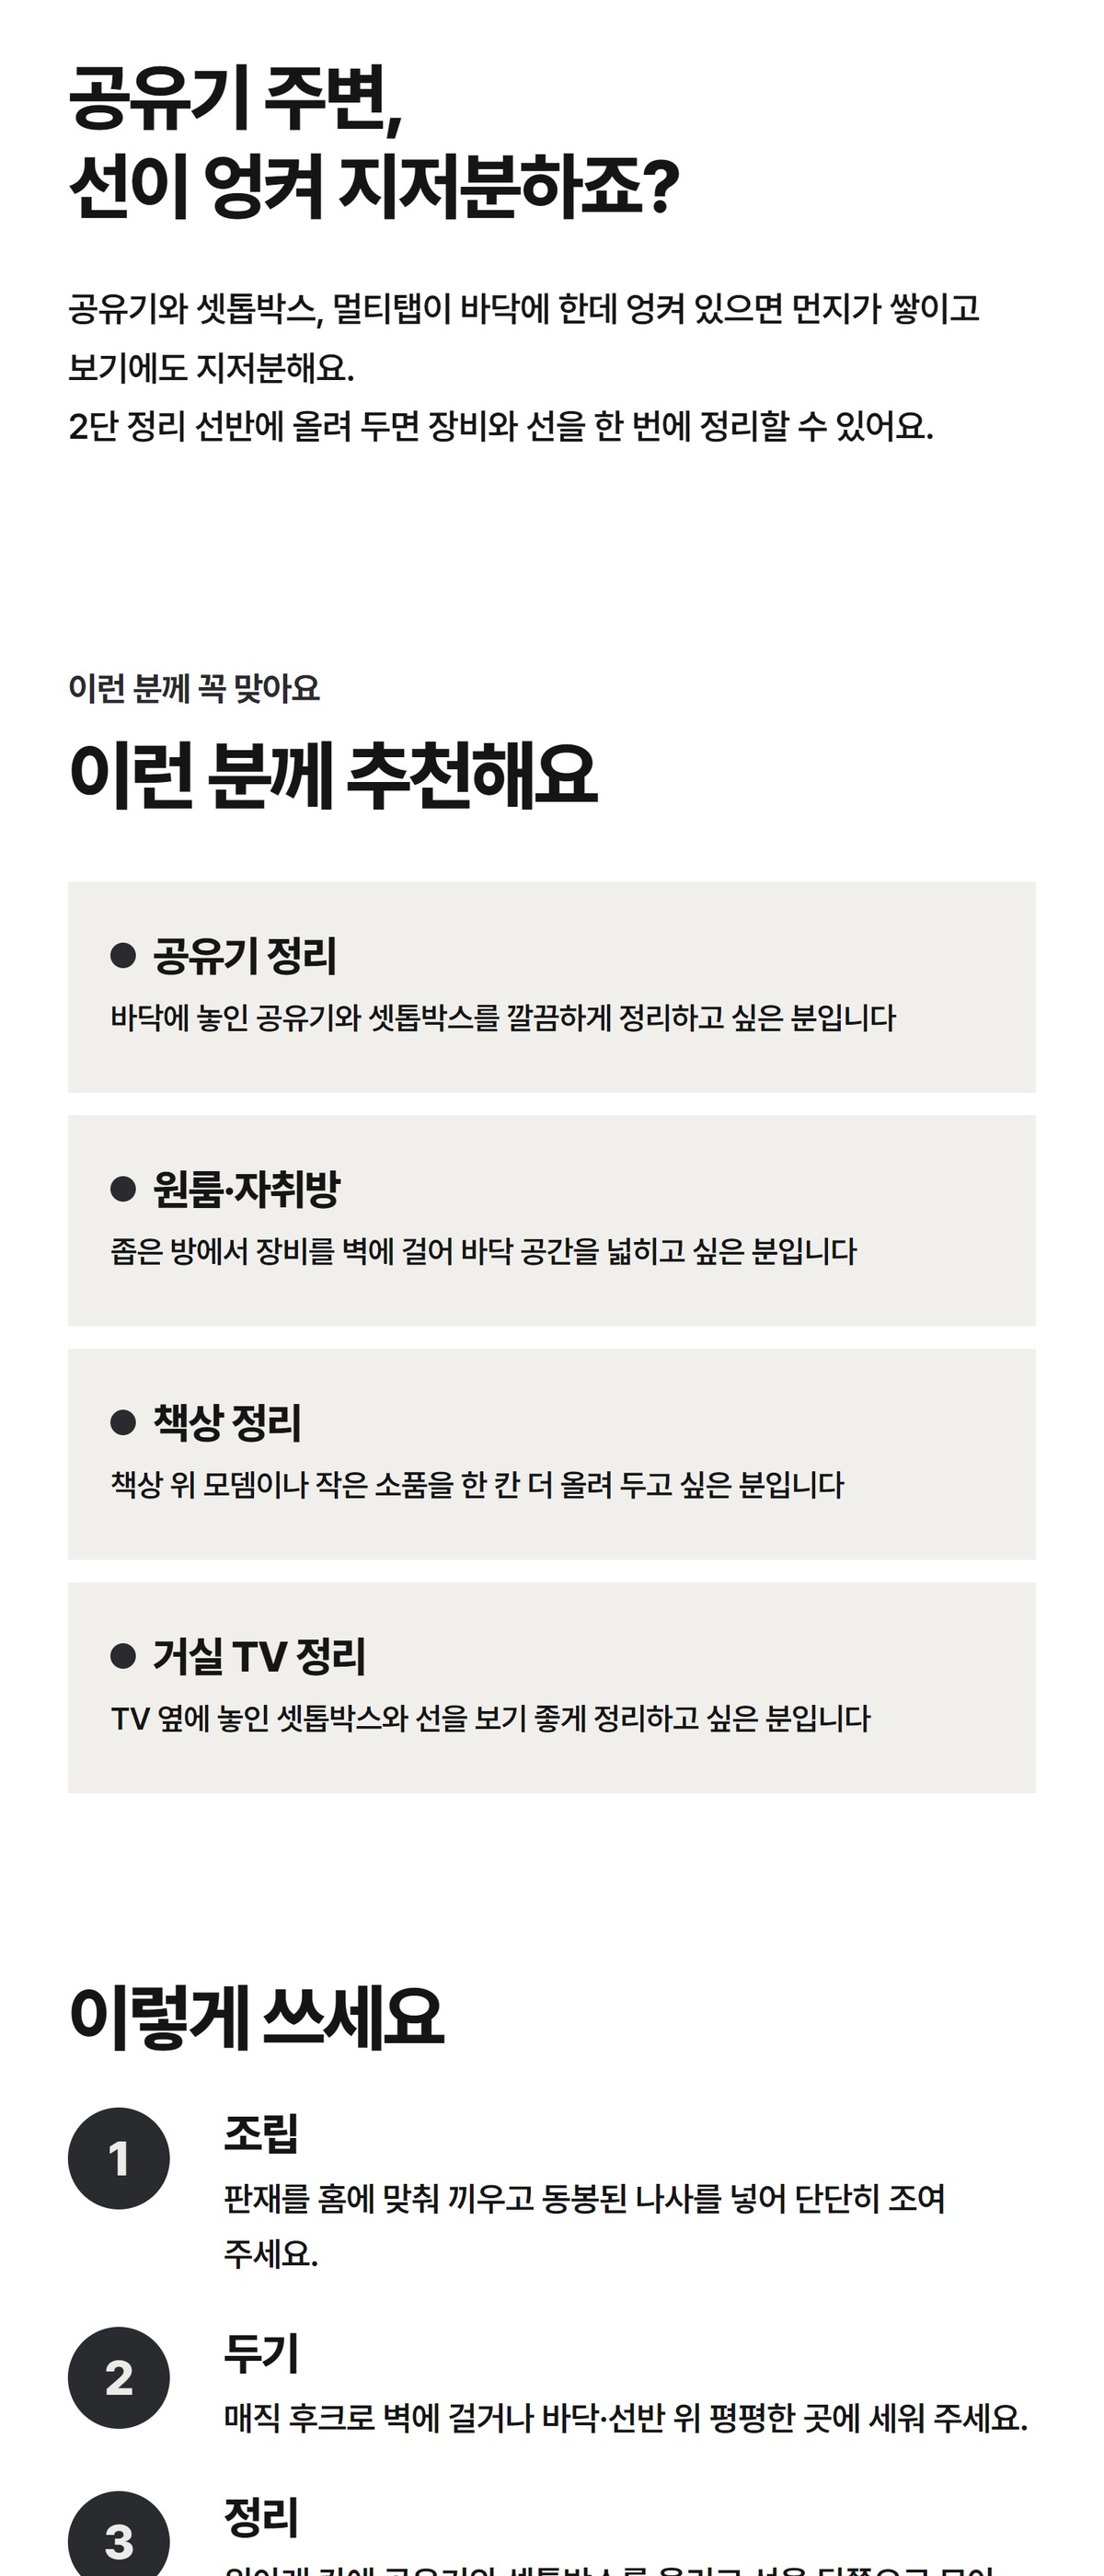 공유기 주변,
선이 엉켜 지저분하죠?
공유기와 셋톱박스, 멀티탭이 바닥에 한데 엉켜 있으면 먼지가 쌓이고
보기에도 지저분해요.
2단 정리 선반에 올려 두면 장비와 선을 한 번에 정리할 수 있어요.
이런 분께 꼭 맞아요
이런 분께 추천해요
● 공유기 정리
바닥에 놓인 공유기와 셋톱박스를 깔끔하게 정리하고 싶은 분입니다
● 원룸·자취방
좁은 방에서 장비를 벽에 걸어 바닥 공간을 넓히고 싶은 분입니다
● 책상 정리
책상 위 모뎀이나 작은 소품을 한 칸 더 올려 두고 싶은 분입니다
● 거실 TV 정리
TV 옆에 놓인 셋톱박스와 선을 보기 좋게 정리하고 싶은 분입니다
이렇게 쓰세요
1 조립
판재를 홈에 맞춰 끼우고 동봉된 나사를 넣어 단단히 조여
주세요.
2 두기
매직 후크로 벽에 걸거나 바닥·선반 위 평평한 곳에 세워 주세요.
3 정리